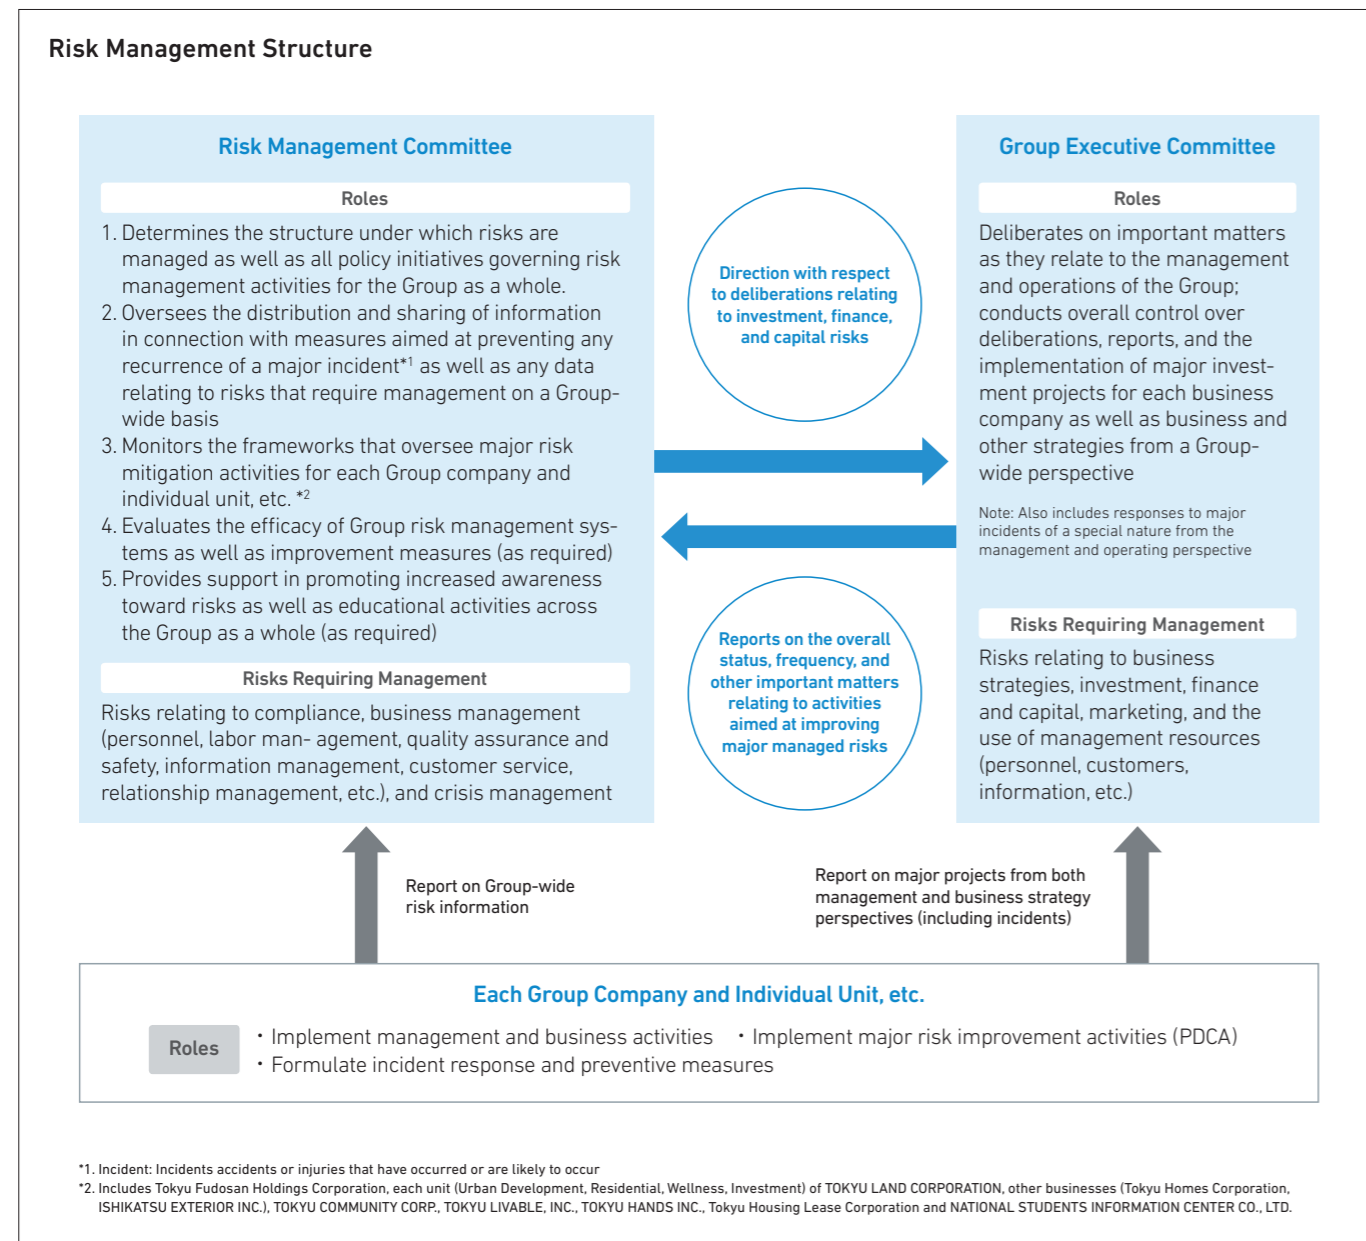 Risk Management Structure
Risk Management Committee
Roles
1. Determines the structure under which risks are
managed as well as all policy initiatives governing risk
management activities for the Group as a whole.
2. Oversees the distribution and sharing of information
in connection with measures aimed at preventing any
recurrence of a major incident*1 as well as any data
relating to risks that require management on a Group-
wide basis
3. Monitors the frameworks that oversee major risk
mitigation activities for each Group company and
individual unit, etc. *2
4. Evaluates the efficacy of Group risk management sys-
tems as well as improvement measures (as required)
5. Provides support in promoting increased awareness
toward risks as well as educational activities across
the Group as a whole (as required)
Risks Requiring Management
Risks relating to compliance, business management
(personnel, labor man- agement, quality assurance and
safety, information management, customer service,
relationship management, etc.), and crisis management
Direction with respect
to deliberations relating
to investment, finance,
and capital risks
Reports on the overall
status, frequency, and
other important matters
relating to activities
aimed at improving
major managed risks
Group Executive Committee
Roles
Deliberates on important matters
as they relate to the management
and operations of the Group;
conducts overall control over
deliberations, reports, and the
implementation of major invest-
ment projects for each business
company as well as business and
other strategies from a Group-
wide perspective
Note: Also includes responses to major
incidents of a special nature from the
management and operating perspective
Risks Requiring Management
Risks relating to business
strategies, investment, finance
and capital, marketing, and the
use of management resources
(personnel, customers,
information, etc.)
Report on Group-wide
risk information
Report on major projects from both
management and business strategy
perspectives (including incidents)
Each Group Company and Individual Unit, etc.
Roles
・Implement management and business activities ・Implement major risk improvement activities (PDCA)
・Formulate incident response and preventive measures
*1. Incident: Incidents accidents or injuries that have occurred or are likely to occur
*2. Includes Tokyu Fudosan Holdings Corporation, each unit (Urban Development, Residential, Wellness, Investment) of TOKYU LAND CORPORATION, other businesses (Tokyu Homes Corporation,
ISHIKATSU EXTERIOR INC.), TOKYU COMMUNITY CORP., TOKYU LIVABLE, INC., TOKYU HANDS INC., Tokyu Housing Lease Corporation and NATIONAL STUDENTS INFORMATION CENTER CO., LTD.